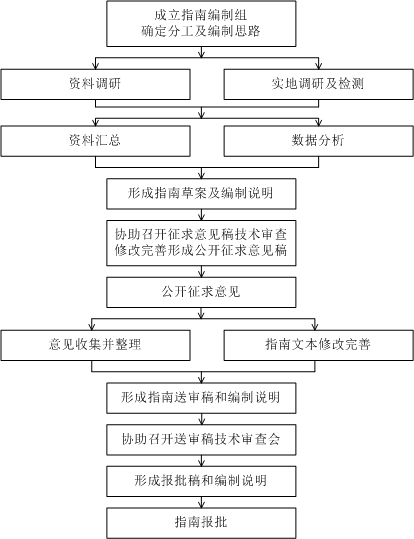 成立指南编制组
确定分工及编制思路
资料调研
实地调研及检测
资料汇总
数据分析
形成指南草案及编制说明
协助召开征求意见稿技术审查
修改完善形成公开征求意见稿
公开征求意见
意见收集并整理
指南文本修改完善
形成指南送审稿和编制说明
协助召开送审稿技术审查会
形成报批稿和编制说明
指南报批